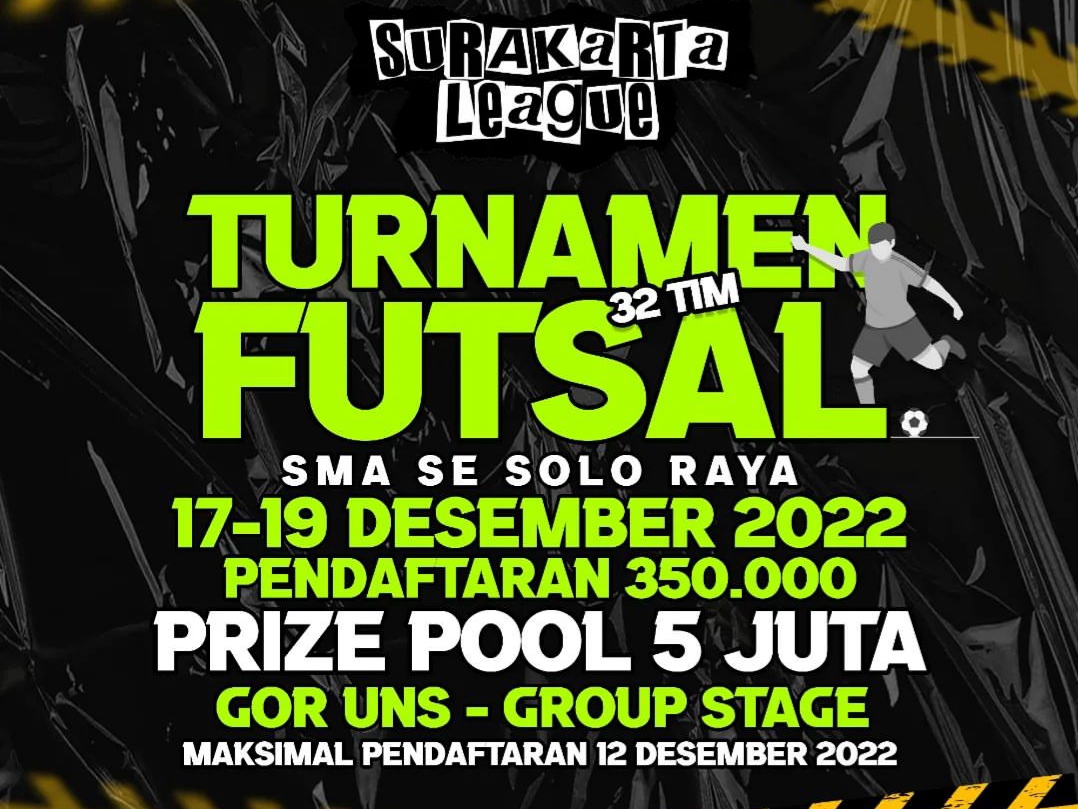 SURAKARTa
League
TURNAMEN
32 TIM
FUTSAL
SMA SE SOLO RAYA
17-19 DESEMBER 2022
PENDAFTARAN 350.000
PRIZE POOL 5 JUTA
GOR UNS - GROUP STAGE
MAKSIMAL PENDAFTARAN 12 DESEMBER 2022